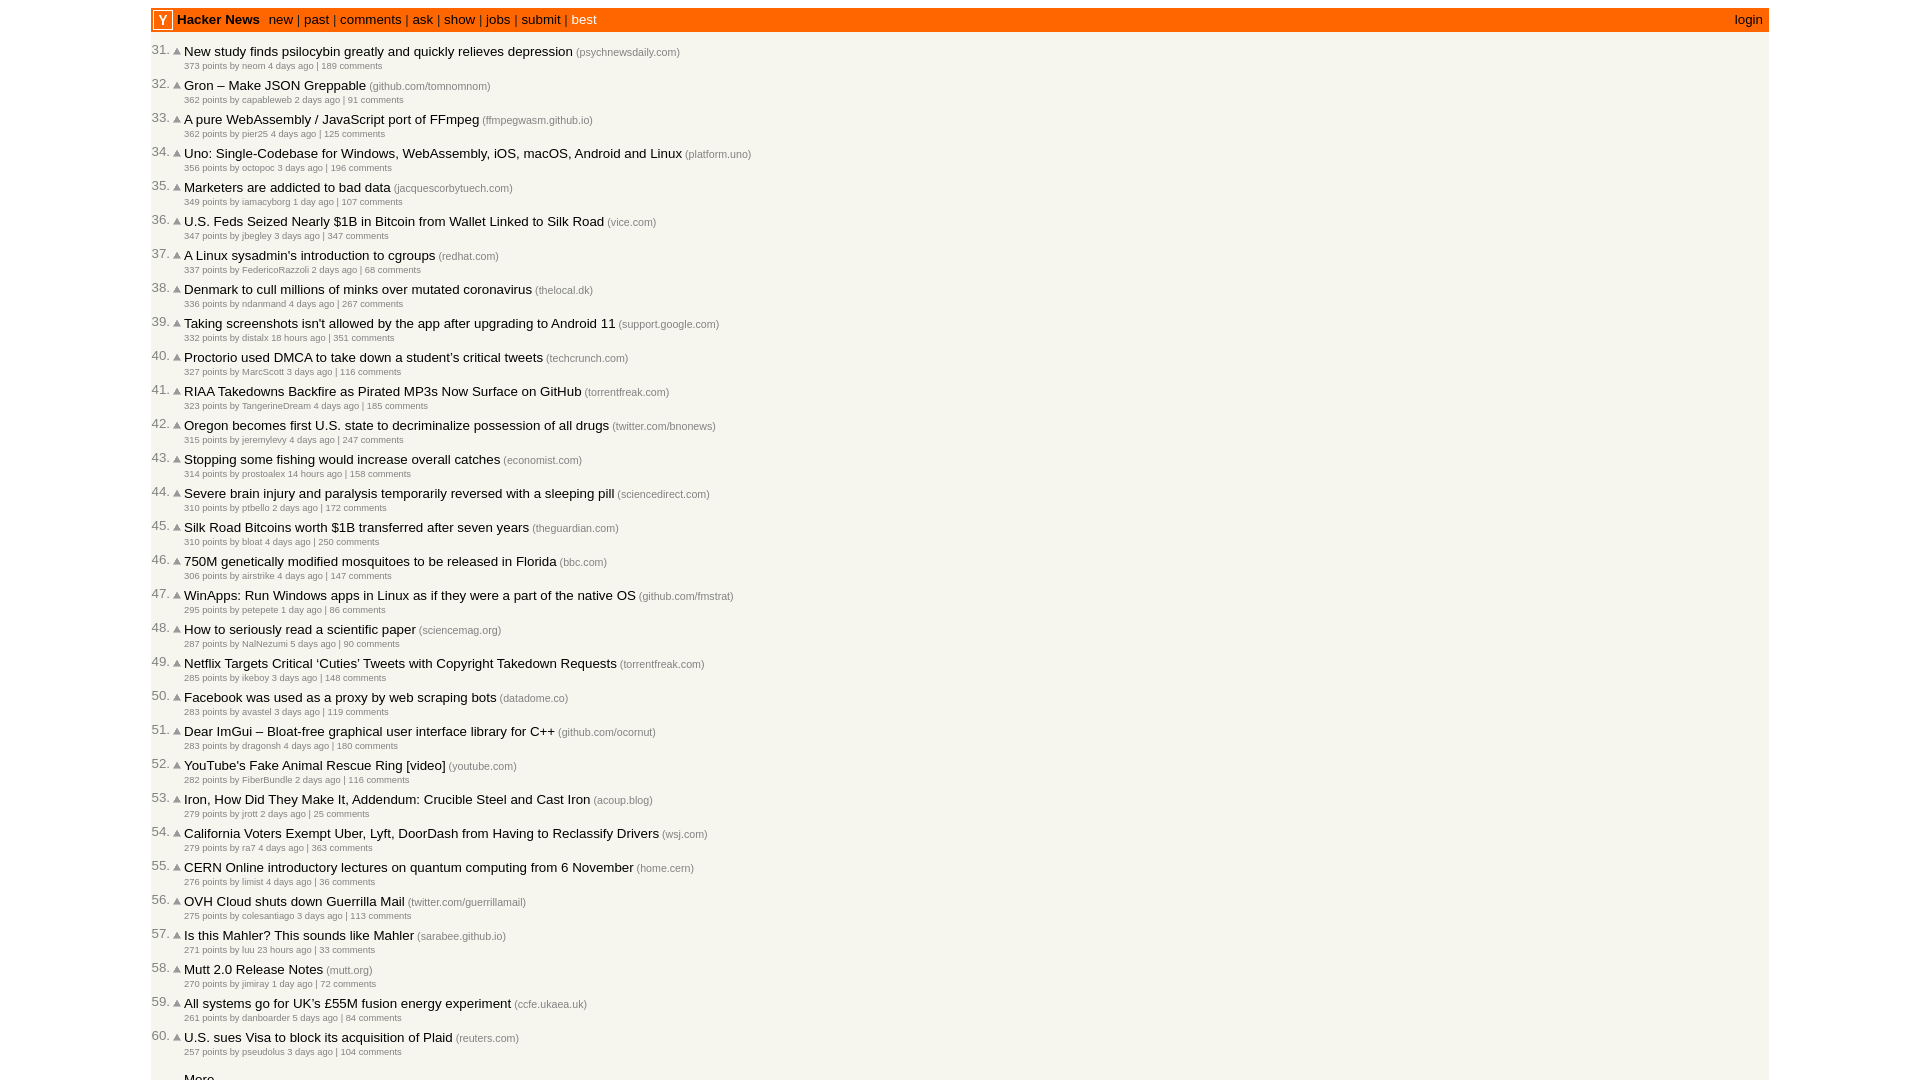 Y Hacker News new | past | comments | ask | show | jobs | submit | best login
31. New study finds psilocybin greatly and quickly relieves depression (psychnewsdaily.com)
373 points by neom 4 days ago | 189 comments
32. Gron – Make JSON Greppable (github.com/tomnomnom)
362 points by capableweb 2 days ago | 91 comments
33. A pure WebAssembly / JavaScript port of FFmpeg (ffmpegwasm.github.io)
362 points by pier25 4 days ago | 125 comments
34. Uno: Single-Codebase for Windows, WebAssembly, iOS, macOS, Android and Linux (platform.uno)
356 points by octopoc 3 days ago | 196 comments
35. Marketers are addicted to bad data (jacquescorbytuech.com)
349 points by iamacyborg 1 day ago | 107 comments
36. U.S. Feds Seized Nearly $1B in Bitcoin from Wallet Linked to Silk Road (vice.com)
347 points by jbegley 3 days ago | 347 comments
37. A Linux sysadmin's introduction to cgroups (redhat.com)
337 points by FedericoRazzoli 2 days ago | 68 comments
38. Denmark to cull millions of minks over mutated coronavirus (thelocal.dk)
336 points by ndanmand 4 days ago | 267 comments
39. Taking screenshots isn't allowed by the app after upgrading to Android 11 (support.google.com)
332 points by distalx 18 hours ago | 351 comments
40. Proctorio used DMCA to take down a student’s critical tweets (techcrunch.com)
327 points by MarcScott 3 days ago | 116 comments
41. RIAA Takedowns Backfire as Pirated MP3s Now Surface on GitHub (torrentfreak.com)
323 points by TangerineDream 4 days ago | 185 comments
42. Oregon becomes first U.S. state to decriminalize possession of all drugs (twitter.com/bnonews)
315 points by jeremylevy 4 days ago | 247 comments
43. Stopping some fishing would increase overall catches (economist.com)
314 points by prostoalex 14 hours ago | 158 comments
44. Severe brain injury and paralysis temporarily reversed with a sleeping pill (sciencedirect.com)
310 points by ptbello 2 days ago | 172 comments
45. Silk Road Bitcoins worth $1B transferred after seven years (theguardian.com)
310 points by bloat 4 days ago | 250 comments
46. 750M genetically modified mosquitoes to be released in Florida (bbc.com)
306 points by airstrike 4 days ago | 147 comments
47. WinApps: Run Windows apps in Linux as if they were a part of the native OS (github.com/fmstrat)
295 points by petepete 1 day ago | 86 comments
48. How to seriously read a scientific paper (sciencemag.org)
287 points by NalNezumi 5 days ago | 90 comments
49. Netflix Targets Critical ‘Cuties’ Tweets with Copyright Takedown Requests (torrentfreak.com)
285 points by ikeboy 3 days ago | 148 comments
50. Facebook was used as a proxy by web scraping bots (datadome.co)
283 points by avastel 3 days ago | 119 comments
51. Dear ImGui – Bloat-free graphical user interface library for C++ (github.com/ocornut)
283 points by dragonsh 4 days ago | 180 comments
52. YouTube's Fake Animal Rescue Ring [video] (youtube.com)
282 points by FiberBundle 2 days ago | 116 comments
53. Iron, How Did They Make It, Addendum: Crucible Steel and Cast Iron (acoup.blog)
279 points by jrott 2 days ago | 25 comments
54. California Voters Exempt Uber, Lyft, DoorDash from Having to Reclassify Drivers (wsj.com)
279 points by ra7 4 days ago | 363 comments
55. CERN Online introductory lectures on quantum computing from 6 November (home.cern)
276 points by limist 4 days ago | 36 comments
56. OVH Cloud shuts down Guerrilla Mail (twitter.com/guerrillamail)
275 points by colesantiago 3 days ago | 113 comments
57. Is this Mahler? This sounds like Mahler (sarabee.github.io)
271 points by luu 23 hours ago | 33 comments
58. Mutt 2.0 Release Notes (mutt.org)
270 points by jimiray 1 day ago | 72 comments
59. All systems go for UK’s £55M fusion energy experiment (ccfe.ukaea.uk)
261 points by danboarder 5 days ago | 84 comments
60. U.S. sues Visa to block its acquisition of Plaid (reuters.com)
257 points by pseudolus 3 days ago | 104 comments
More